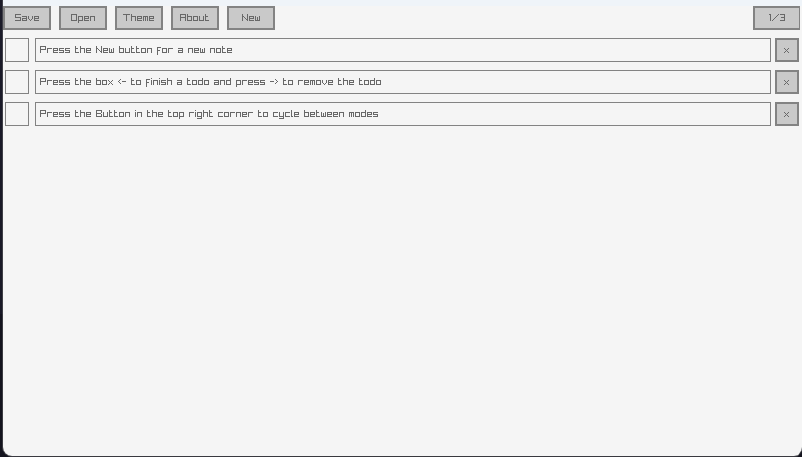 Save Open Theme About New 1/3
Press the New button for a new note x
Press the box <- to finish a todo and press -> to remove the todo x
Press the Button in the top right corner to cycle between modes x